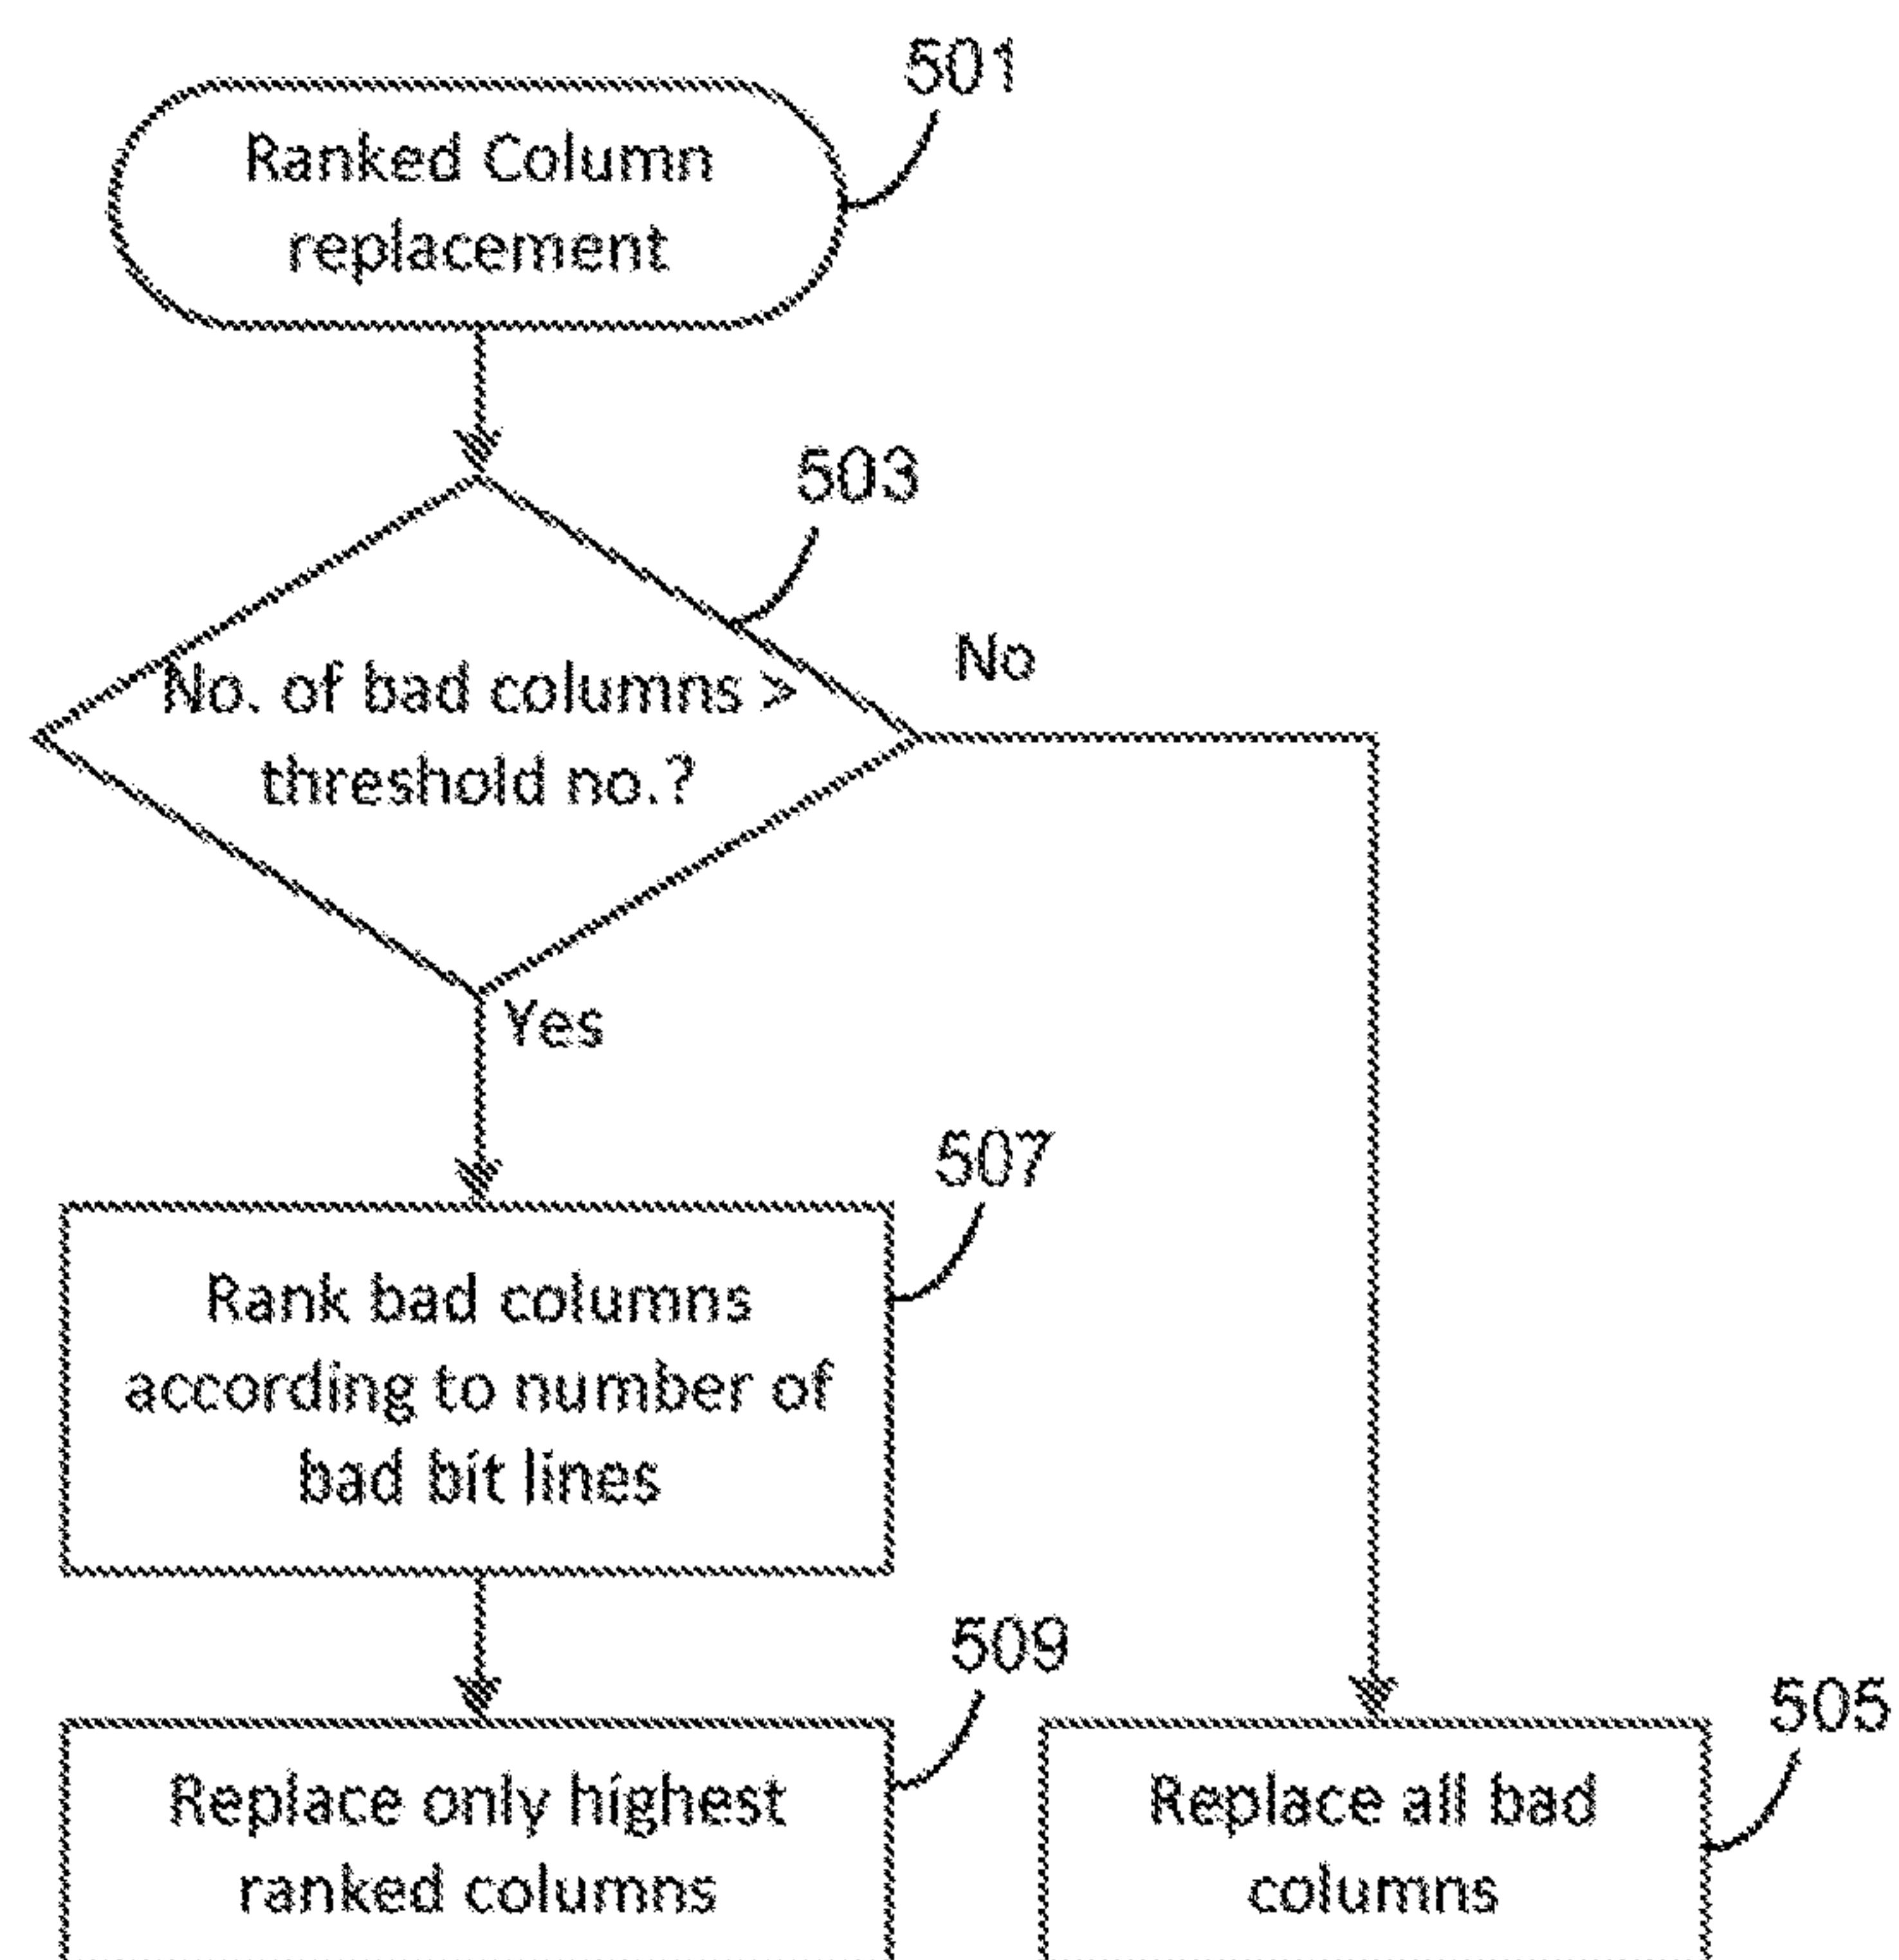 501
Ranked Column
replacement
503
No. of bad columns >
threshold no.?
No
Yes
507
Rank bad columns
according to number of
bad bit lines
509
505
Replace only highest
ranked columns
Replace all bad
columns